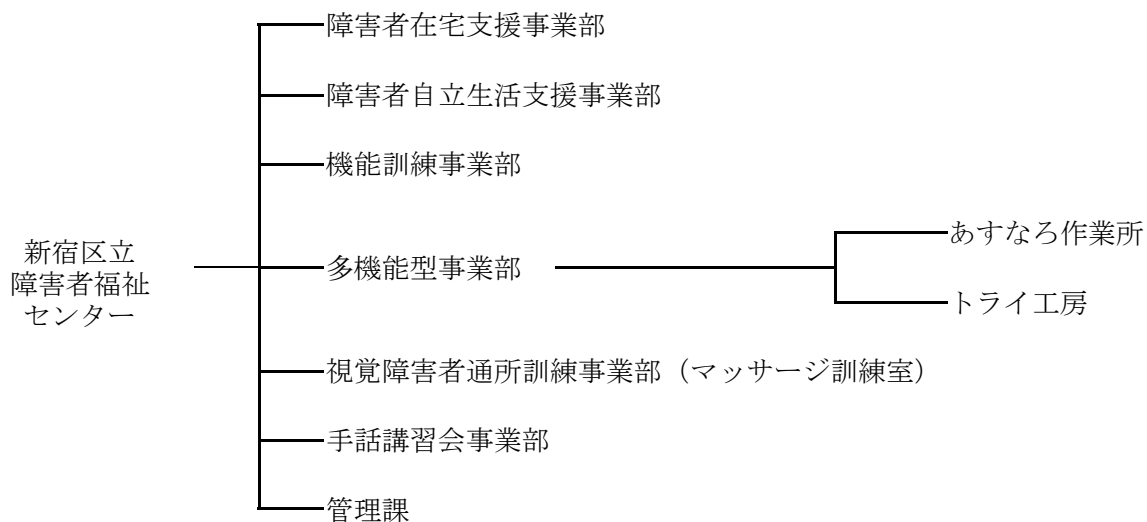 障害者在宅支援事業部
障害者自立生活支援事業部
機能訓練事業部
新宿区立
障害者福祉
センター
多機能型事業部
あすなろ作業所
トライ工房
視覚障害者通所訓練事業部（マッサージ訓練室）
手話講習会事業部
管理課